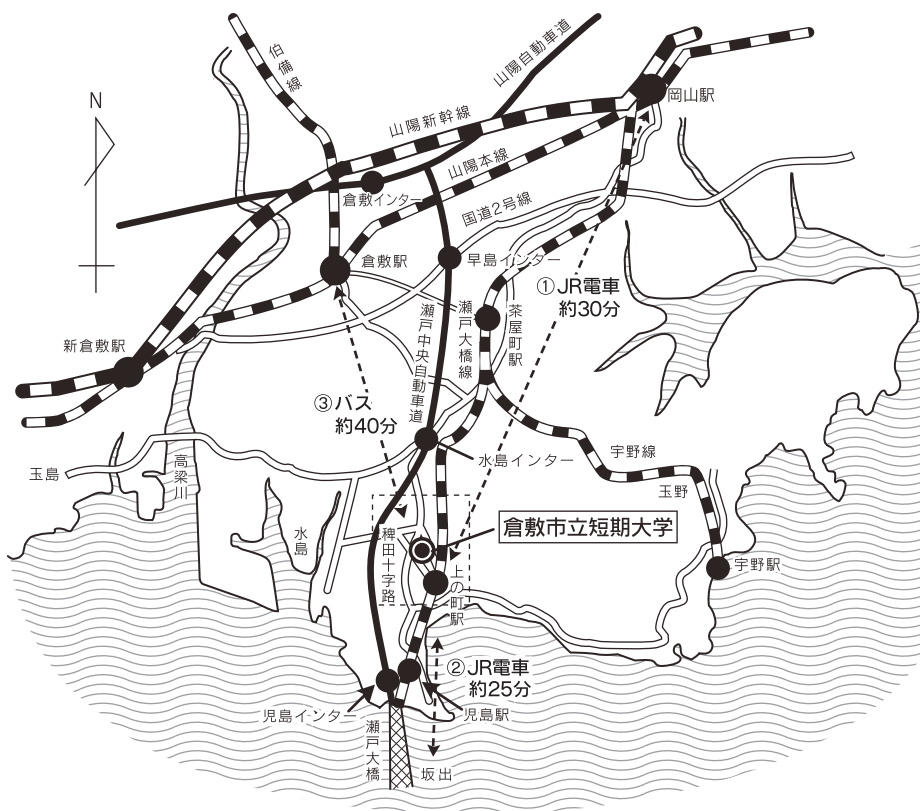 伯備線
山陽自動車道
岡山駅
N
山陽新幹線
山陽本線
倉敷インター
国道2号線
倉敷駅
早島インター
①JR電車
約30分
瀬戸中央自動車道
瀬戸大橋線
茶屋町駅
新倉敷駅
③バス
約40分
水島インター
宇野線
玉島
高梁川
玉野
水島
稗田十字路
倉敷市立短期大学
上の町駅
宇野駅
②JR電車
約25分
児島インター
児島駅
瀬戸大橋
坂出